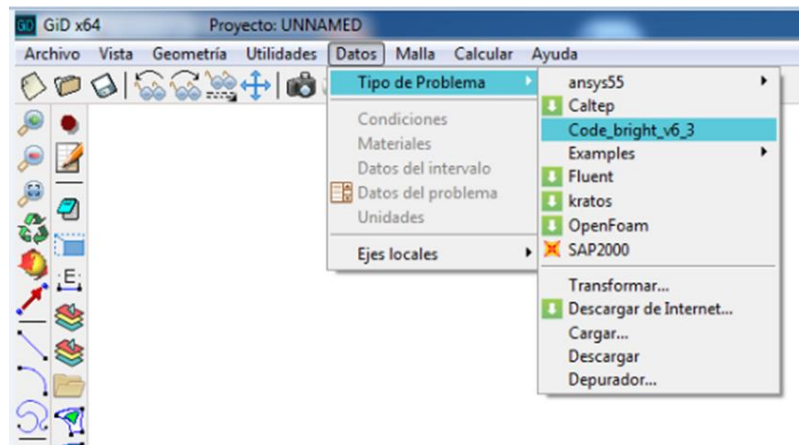 GiD x64 Proyecto: UNNAMED
Archivo Vista Geometría Utilidades Datos Malla Calcular Ayuda
Tipo de Problema
Condiciones
Materiales
Datos del intervalo
Datos del problema
Unidades
Ejes locales
ansys55
Caltep
Code_bright_v6_3
Examples
Fluent
kratos
OpenFoam
SAP2000
Transformar...
Descargar de Internet...
Cargar...
Descargar
Depurador...
E